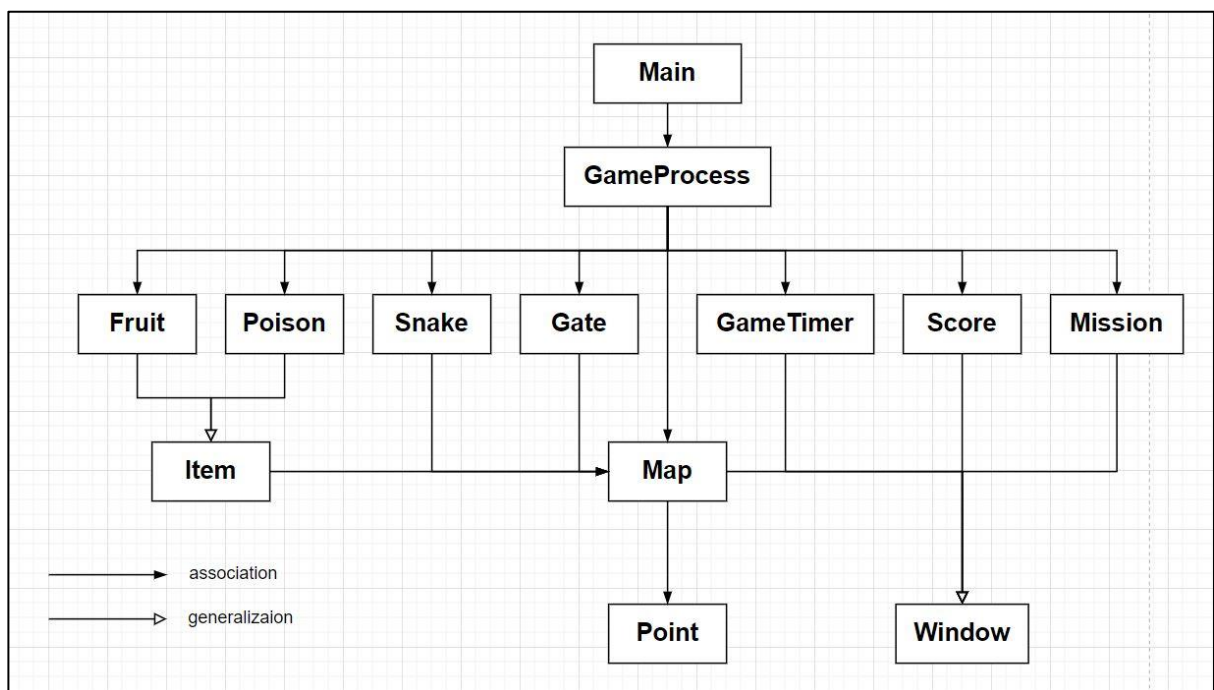 Main
GameProcess
Fruit
Poison
Snake
Gate
GameTimer
Score
Mission
Item
Map
association
generalizaion
Point
Window